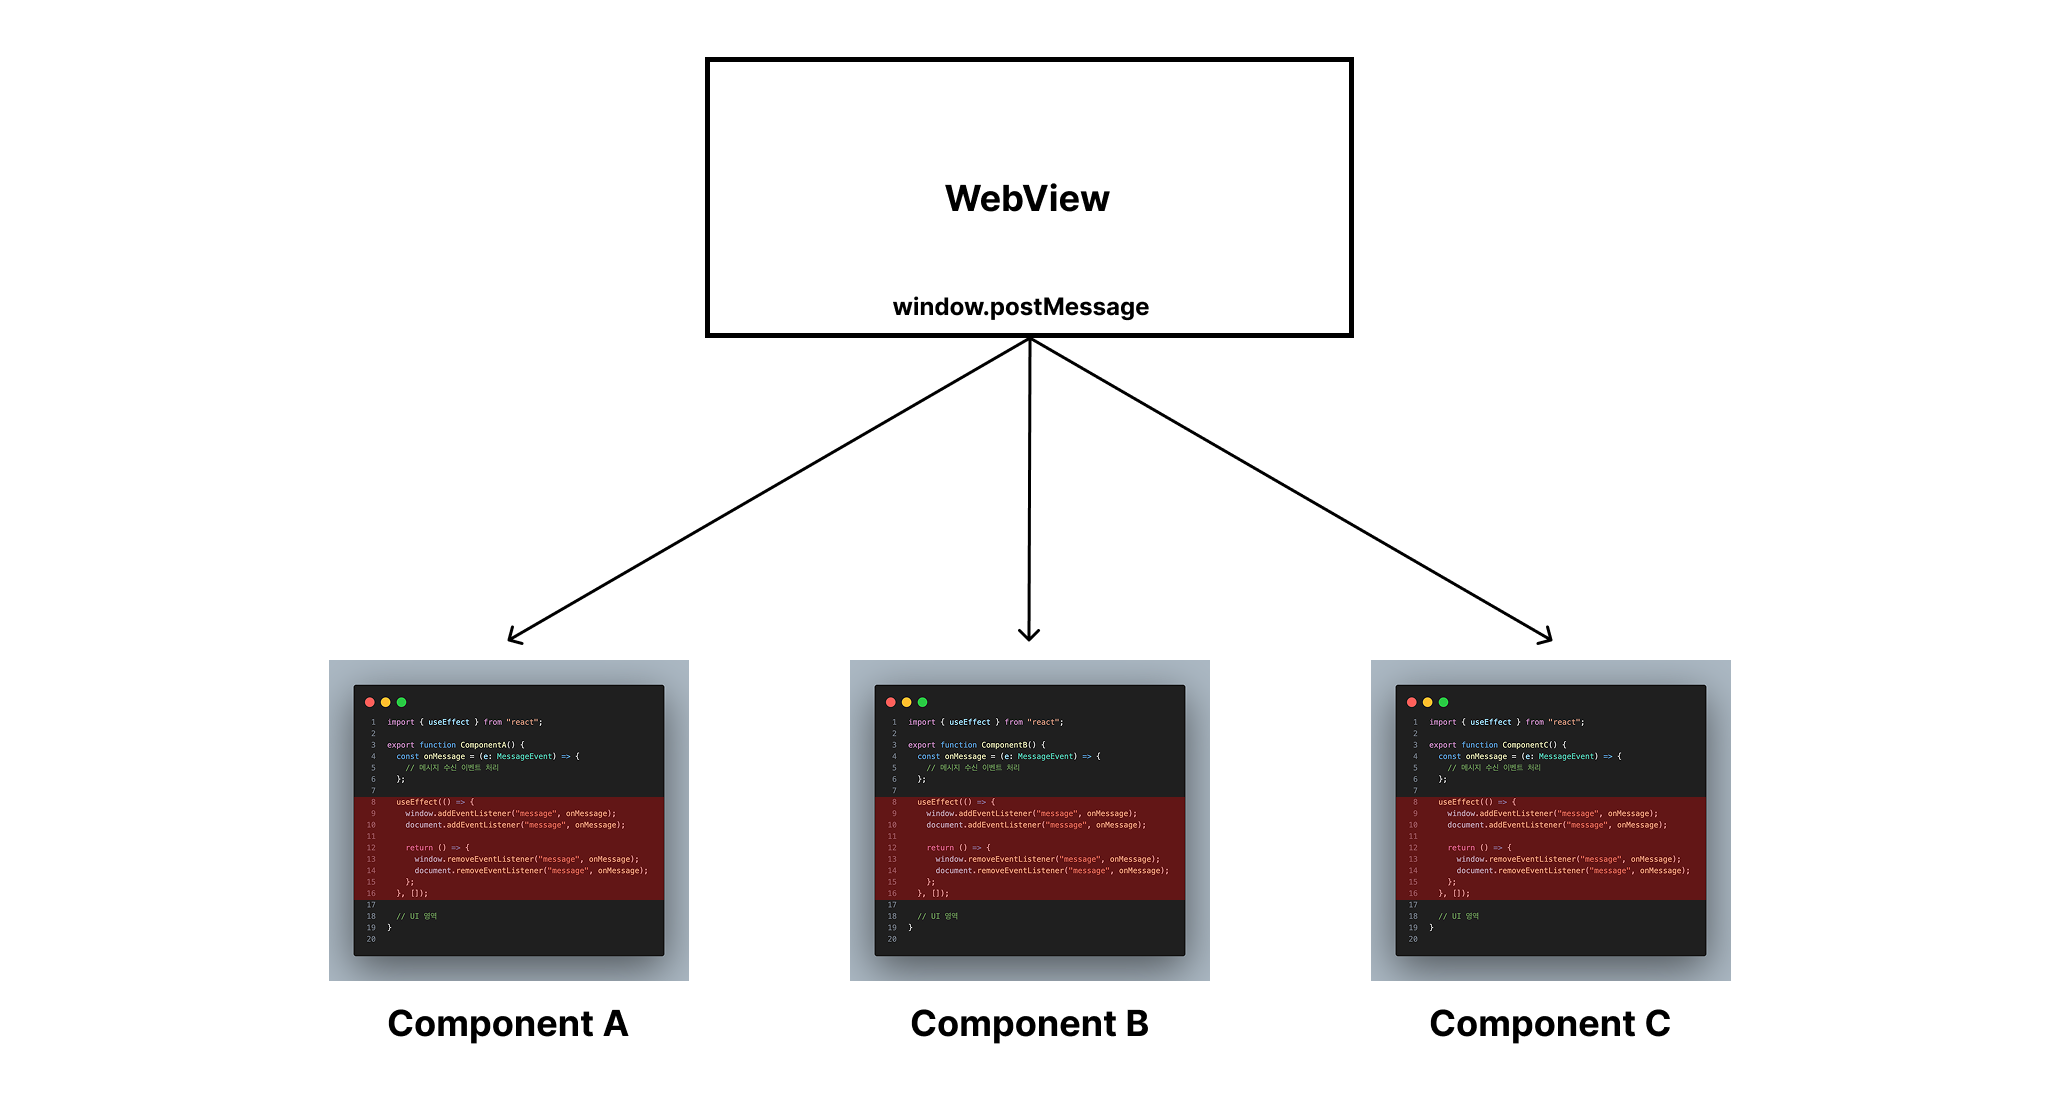 WebView
window.postMessage
1 import { useEffect } from "react";
2
3 export function ComponentA() {
4 const onMessage = (e: MessageEvent) => {
5 // 메시지 수신 이벤트 처리
6 };
7
8 useEffect(() => {
9 window.addEventListener("message", onMessage);
10 document.addEventListener("message", onMessage);
11
12 return () => {
13 window.removeEventListener("message", onMessage);
14 document.removeEventListener("message", onMessage);
15 };
16 }, []);
17
18 // UI 영역
19 }
20
Component A
1 import { useEffect } from "react";
2
3 export function ComponentB() {
4 const onMessage = (e: MessageEvent) => {
5 // 메시지 수신 이벤트 처리
6 };
7
8 useEffect(() => {
9 window.addEventListener("message", onMessage);
10 document.addEventListener("message", onMessage);
11
12 return () => {
13 window.removeEventListener("message", onMessage);
14 document.removeEventListener("message", onMessage);
15 };
16 }, []);
17
18 // UI 영역
19 }
20
Component B
1 import { useEffect } from "react";
2
3 export function ComponentC() {
4 const onMessage = (e: MessageEvent) => {
5 // 메시지 수신 이벤트 처리
6 };
7
8 useEffect(() => {
9 window.addEventListener("message", onMessage);
10 document.addEventListener("message", onMessage);
11
12 return () => {
13 window.removeEventListener("message", onMessage);
14 document.removeEventListener("message", onMessage);
15 };
16 }, []);
17
18 // UI 영역
19 }
20
Component C